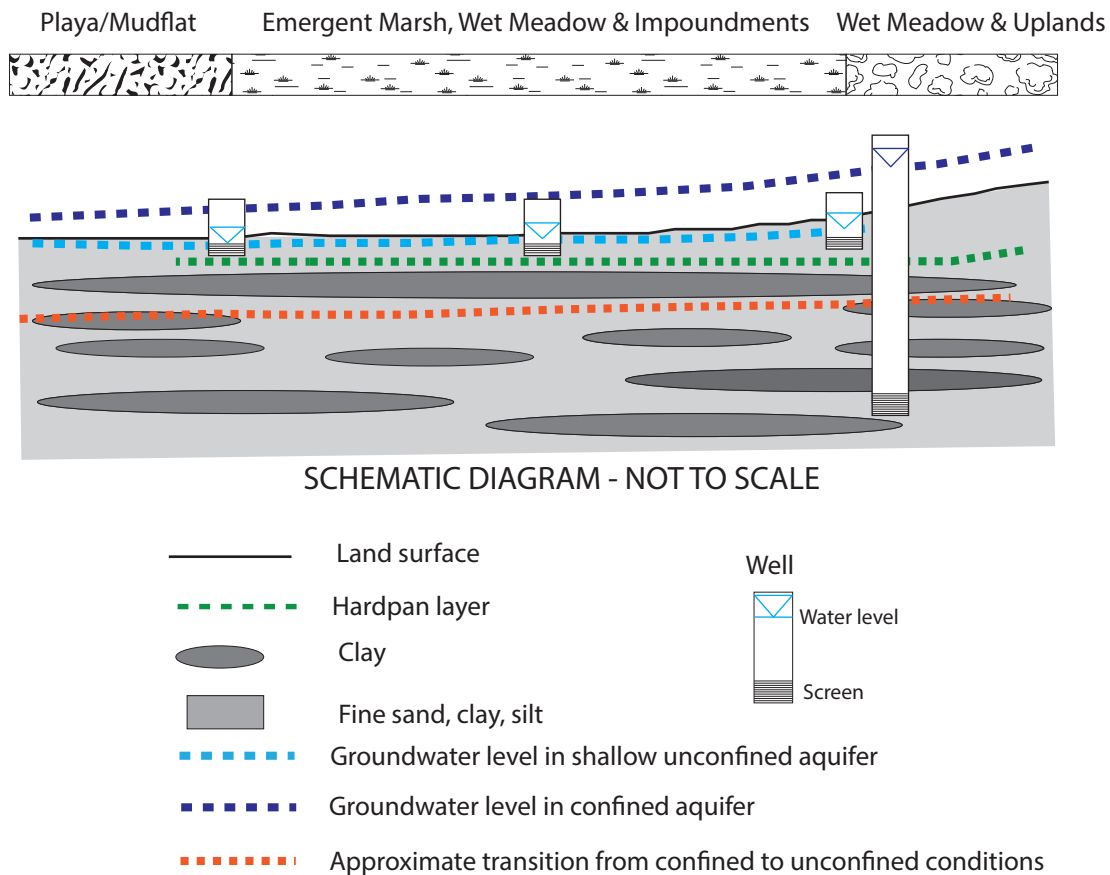 Playa/Mudflat
Emergent Marsh, Wet Meadow & Impoundments
Wet Meadow & Uplands
SCHEMATIC DIAGRAM - NOT TO SCALE
Land surface
Hardpan layer
Clay
Fine sand, clay, silt
Groundwater level in shallow unconfined aquifer
Groundwater level in confined aquifer
Approximate transition from confined to unconfined conditions
Well
Water level
Screen